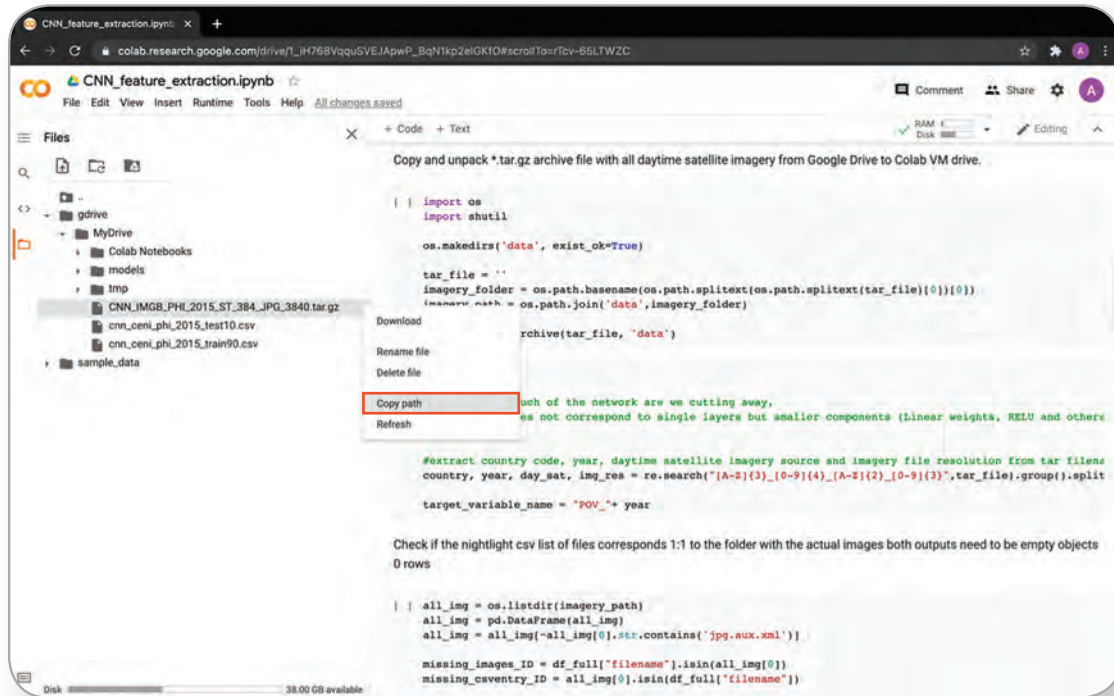 CNN_feature_extraction.ipynb
colab.research.google.com/drive/1_iH768VqquSVEJApwP_BqN1kp2elGKfO#scrollTo=rTcv-65LTWZC
CNN_feature_extraction.ipynb
File Edit View Insert Runtime Tools Help All changes saved
Comment Share A
Files
+ Code + Text
RAM
Disk
Editing
..
gdrive
MyDrive
Colab Notebooks
models
tmp
CNN_IMGB_PHI_2015_ST_384_JPG_3840.tar.gz
cnn_ceni_phi_2015_test10.csv
cnn_ceni_phi_2015_train90.csv
sample_data
Download
Rename file
Delete file
Copy path
Refresh
Copy and unpack *.tar.gz archive file with all daytime satellite imagery from Google Drive to Colab VM drive.
[ ] import os
import shutil
os.makedirs('data', exist_ok=True)
tar_file = ''
imagery_folder = os.path.basename(os.path.splitext(os.path.splitext(tar_file)[0])[0])
imagery_path = os.path.join('data',imagery_folder)
rchive(tar_file, 'data')
uch of the network are we cutting away,
es not correspond to single layers but smaller components (Linear weights, RELU and others
#extract country code, year, daytime satellite imagery source and imagery file resolution from tar filena
country, year, day_sat, img_res = re.search("[A-Z]{3}_[0-9]{4}_[A-Z]{2}_[0-9]{3}",tar_file).group().split
target_variable_name = "POV_"+ year
Check if the nightlight csv list of files corresponds 1:1 to the folder with the actual images both outputs need to be empty objects
0 rows
[ ] all_img = os.listdir(imagery_path)
all_img = pd.DataFrame(all_img)
all_img = all_img[~all_img[0].str.contains('jpg.aux.xml')]
missing_images_ID = df_full["filename"].isin(all_img[0])
missing_csventry_ID = all_img[0].isin(df_full["filename"])
Disk 38.00 GB available